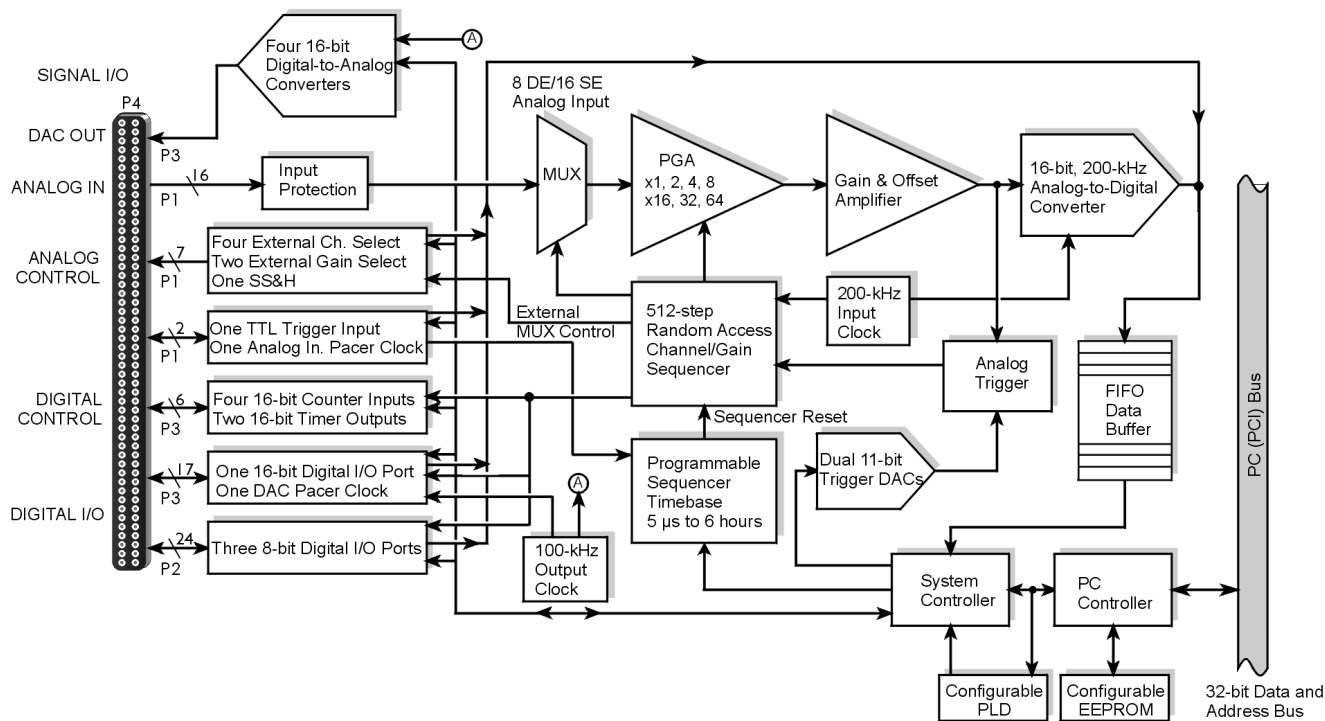 SIGNAL I/O
P4
DAC OUT
P3
ANALOG IN
16
P1
ANALOG
CONTROL
7
P1
2
P1
DIGITAL
CONTROL
6
P3
17
P3
DIGITAL I/O
24
P2
Four 16-bit
Digital-to-Analog
Converters
A
Input
Protection
Four External Ch. Select
Two External Gain Select
One SS&H
One TTL Trigger Input
One Analog In. Pacer Clock
Four 16-bit Counter Inputs
Two 16-bit Timer Outputs
One 16-bit Digital I/O Port
One DAC Pacer Clock
Three 8-bit Digital I/O Ports
8 DE/16 SE
Analog Input
MUX
PGA
x1, 2, 4, 8
x16, 32, 64
Gain & Offset
Amplifier
16-bit, 200-kHz
Analog-to-Digital
Converter
External
MUX Control
512-step
Random Access
Channel/Gain
Sequencer
200-kHz
Input
Clock
Analog
Trigger
FIFO
Data
Buffer
Sequencer Reset
Programmable
Sequencer
Timebase
5 µs to 6 hours
Dual 11-bit
Trigger DACs
A
100-kHz
Output
Clock
System
Controller
PC
Controller
Configurable
PLD
Configurable
EEPROM
PC (PCI) Bus
32-bit Data and
Address Bus